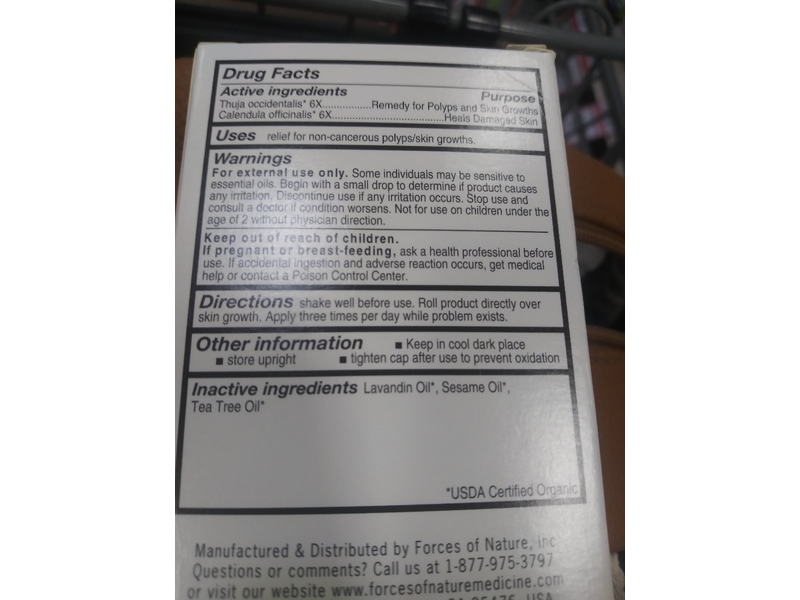 Drug Facts
Active ingredients Purpose
Thuja occidentalis* 6X....................Remedy for Polyps and Skin Growths
Calendula officinalis* 6X..............................................Heals Damaged Skin
Uses relief for non-cancerous polyps/skin growths.
Warnings
For external use only. Some individuals may be sensitive to
essential oils. Begin with a small drop to determine if product causes
any irritation. Discontinue use if any irritation occurs. Stop use and
consult a doctor if condition worsens. Not for use on children under the
age of 2 without physician direction.
Keep out of reach of children.
If pregnant or breast-feeding, ask a health professional before
use. If accidental ingestion and adverse reaction occurs, get medical
help or contact a Poison Control Center.
Directions shake well before use. Roll product directly over
skin growth. Apply three times per day while problem exists.
Other information ■ Keep in cool dark place
■ store upright ■ tighten cap after use to prevent oxidation
Inactive ingredients Lavandin Oil*, Sesame Oil*,
Tea Tree Oil*
*USDA Certified Organic
Manufactured & Distributed by Forces of Nature, Inc
Questions or comments? Call us at 1-877-975-3797
or visit our website www.forcesofnaturemedicine.com
USA